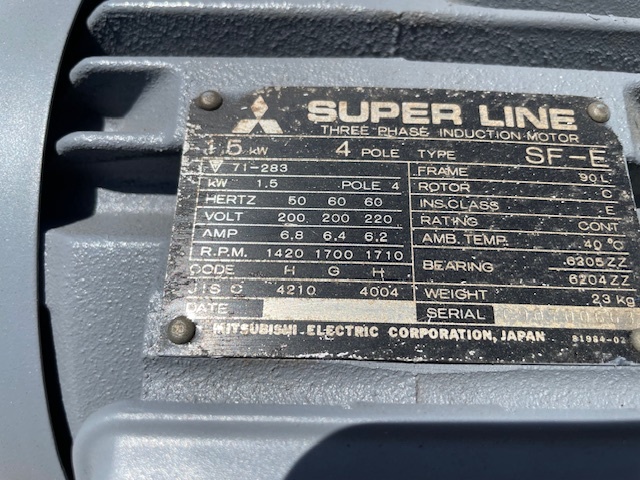 SUPER LINE
THREE PHASE INDUCTION MOTOR
1.5 KW 4 POLE TYPE SF-E
71-283 FRAME 90L
KW 1.5 POLE 4 ROTOR C
HERTZ 50 60 60 INS.CLASS E
VOLT 200 200 220 RATING CONT
AMP 6.8 6.4 6.2 AMB. TEMP. 40°C
R.P.M. 1420 1700 1710 BEARING 6205ZZ
CODE H G H 6204ZZ
JIS C 4210 4004 WEIGHT 23 kg
DATE SERIAL
MITSUBISHI ELECTRIC CORPORATION, JAPAN